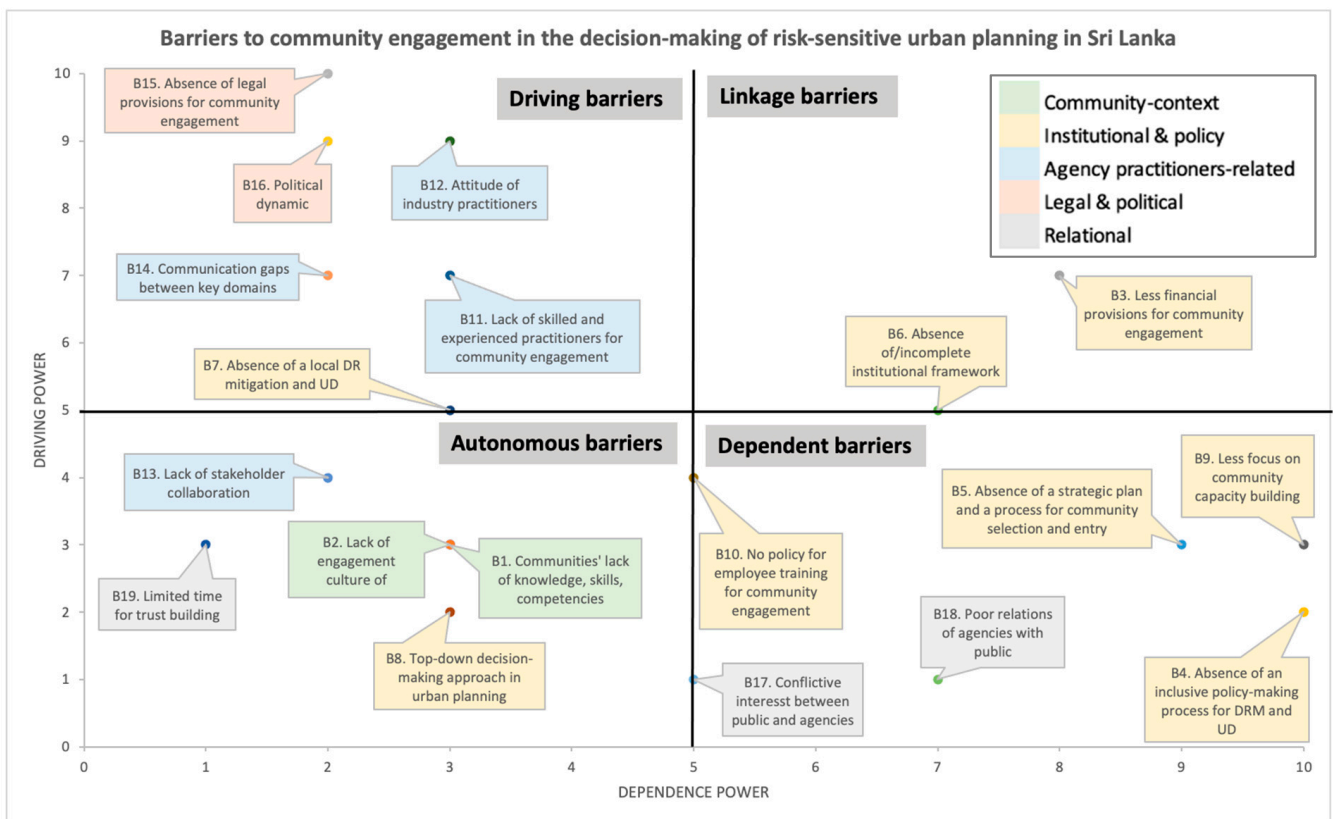 Barriers to community engagement in the decision-making of risk-sensitive urban planning in Sri Lanka
Driving barriers
Linkage barriers
Autonomous barriers
Dependent barriers
Community-context
Institutional & policy
Agency practitioners-related
Legal & political
Relational
B15. Absence of legal
provisions for community
engagement
B16. Political
dynamic
B12. Attitude of
industry practitioners
B14. Communication gaps
between key domains
B11. Lack of skilled and
experienced practitioners for
community engagement
B7. Absence of a local DR
mitigation and UD
B3. Less financial
provisions for community
engagement
B6. Absence
of/incomplete
institutional framework
B13. Lack of stakeholder
collaboration
B19. Limited time
for trust building
B2. Lack of
engagement
culture of
B1. Communities' lack
of knowledge, skills,
competencies
B8. Top-down decision-
making approach in
urban planning
B10. No policy for
employee training
for community
engagement
B17. Conflictive
interesst between
public and agencies
B5. Absence of a strategic plan
and a process for community
selection and entry
B9. Less focus on
community
capacity building
B18. Poor relations
of agencies with
public
B4. Absence of an
inclusive policy-making
process for DRM and
UD
DRIVING POWER
10
9
8
7
6
5
4
3
2
1
0
0 1 2 3 4 5 6 7 8 9 10
DEPENDENCE POWER